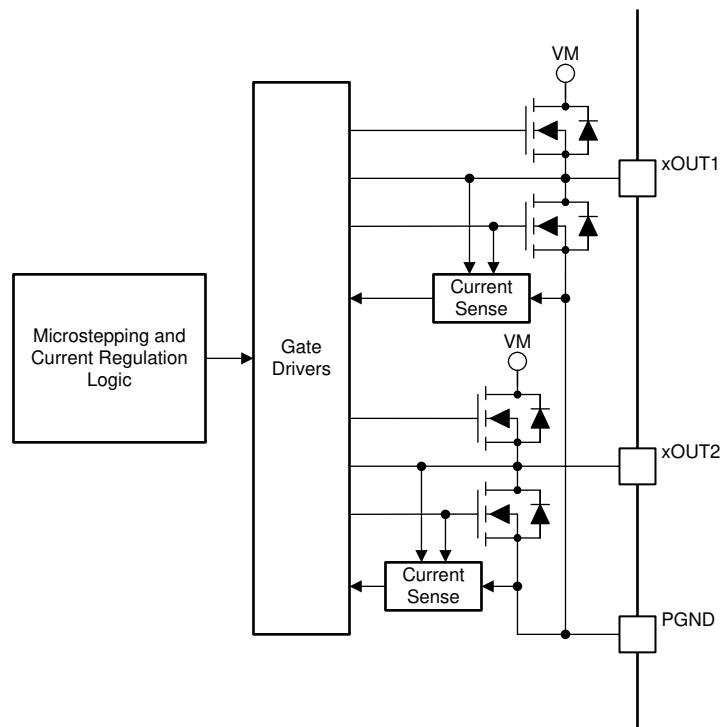 VM
xOUT1
Current
Sense
Microstepping and
Current Regulation
Logic
Gate
Drivers
VM
xOUT2
Current
Sense
PGND